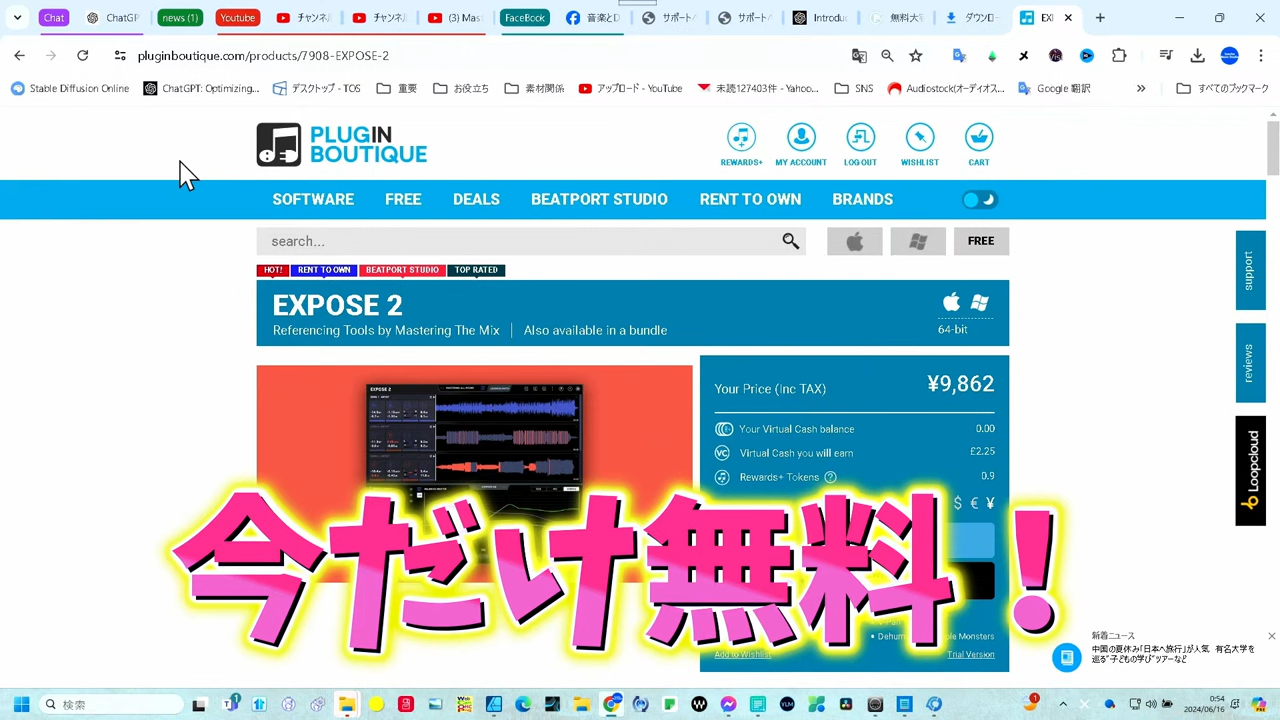 Chat
ChatGP
news (1)
Youtube
チャンネ
チャンネル
(3) Mas
FaceBook
音楽とD
サポート
サポート
Introduc
無料入
ダウンロー
EX
pluginboutique.com/products/7908-EXPOSE-2
Stable Diffusion Online
ChatGPT: Optimizing...
デスクトップ - TOS
重要
お役立ち
素材関係
アップロード - YouTube
未読127403件 - Yahoo...
SNS
Audiostock(オーディオス...
Google 翻訳
すべてのブックマーク
PLUGIN
BOUTIQUE
REWARDS+
MY ACCOUNT
LOG OUT
WISHLIST
CART
SOFTWARE
FREE
DEALS
BEATPORT STUDIO
RENT TO OWN
BRANDS
search...
FREE
HOT!
RENT TO OWN
BEATPORT STUDIO
TOP RATED
support
EXPOSE 2
Referencing Tools by Mastering The Mix
Also available in a bundle
64-bit
reviews
EXPOSE 2
Your Price (Inc TAX)
¥9,862
Your Virtual Cash balance
0.00
Virtual Cash you will earn
£2.25
Rewards+ Tokens
0.9
$ € ¥
Loopcloud
今だけ無料！
Add to Wishlist
Trial Version
新着ニュース
中国の夏休み「日本へ旅行」が人気 有名大学を
巡る"子どもの学び"ツアーなど
検索
0:54
2024/06/16